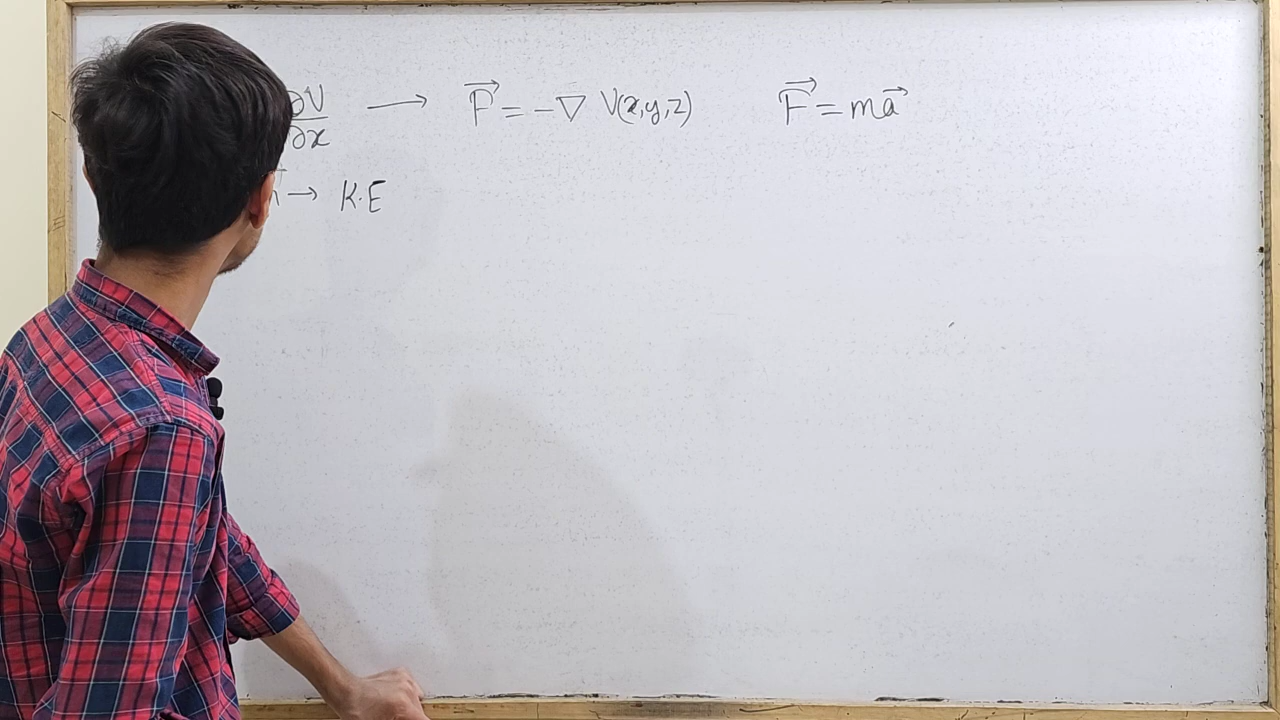 ∂V/∂x → F⃗ = -∇ V(x,y,z) F⃗ = ma⃗
→ K.E